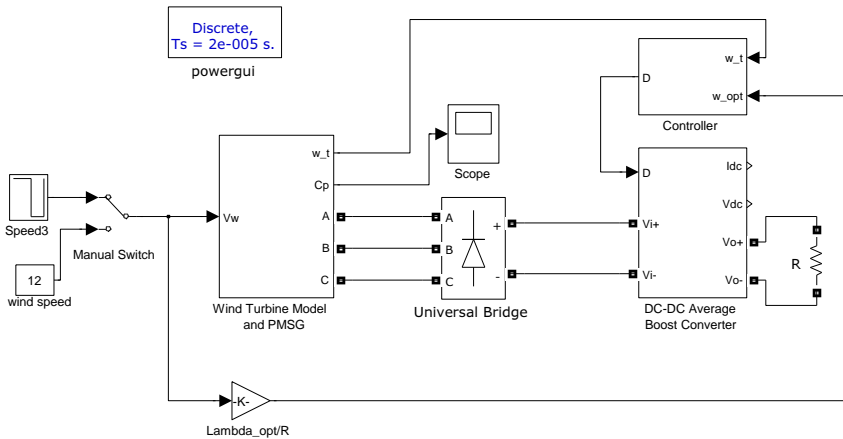 Discrete,
Ts = 2e-005 s.
powergui
w_t
D
w_opt
Controller
Scope
w_t
Cp
Vw
A
B
C
Wind Turbine Model
and PMSG
A
B
C
+
-
Universal Bridge
D
Idc
Vdc
Vi+
Vo+
Vi-
Vo-
DC-DC Average
Boost Converter
R
Speed3
Manual Switch
12
wind speed
-K-
Lambda_opt/R